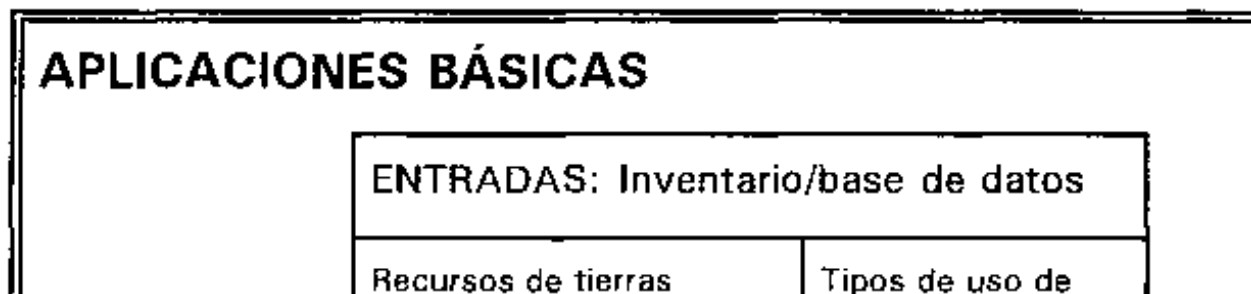 APLICACIONES BÁSICAS
ENTRADAS: Inventario/base de datos
Recursos de tierras
Tipos de uso de